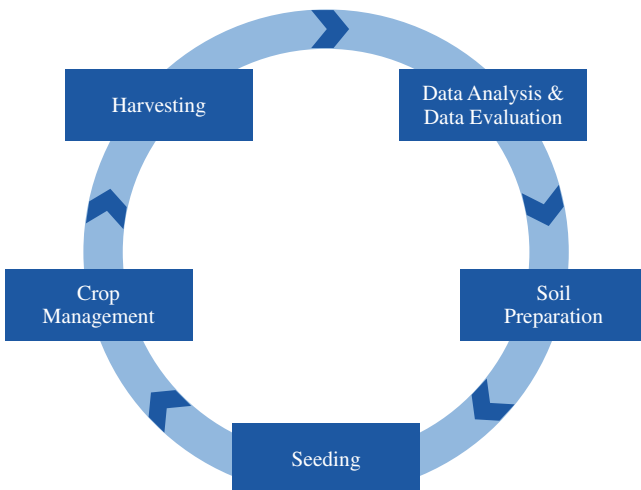 Harvesting
Data Analysis &
Data Evaluation
Crop
Management
Soil
Preparation
Seeding